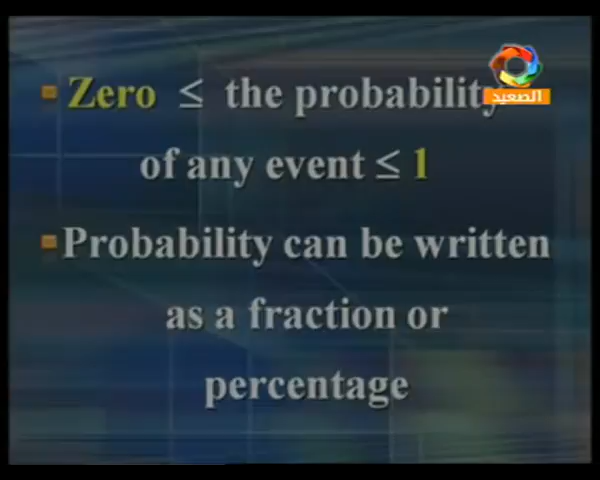 Zero ≤ the probability
of any event ≤ 1
Probability can be written
as a fraction or
percentage
الصعيد